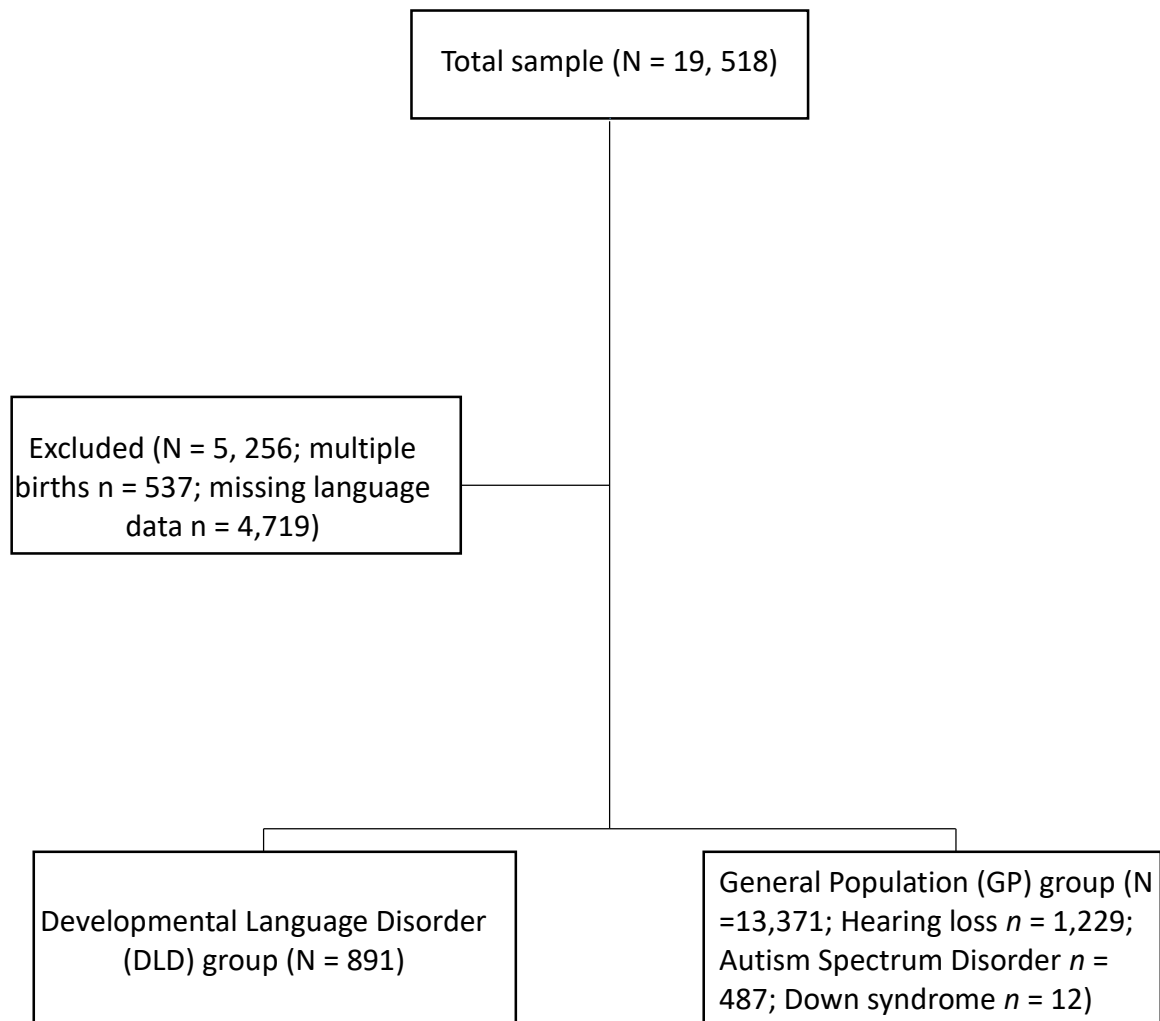 Total sample (N = 19, 518)
Excluded (N = 5, 256; multiple
births n = 537; missing language
data n = 4,719)
Developmental Language Disorder
(DLD) group (N = 891)
General Population (GP) group (N
=13,371; Hearing loss n = 1,229;
Autism Spectrum Disorder n =
487; Down syndrome n = 12)